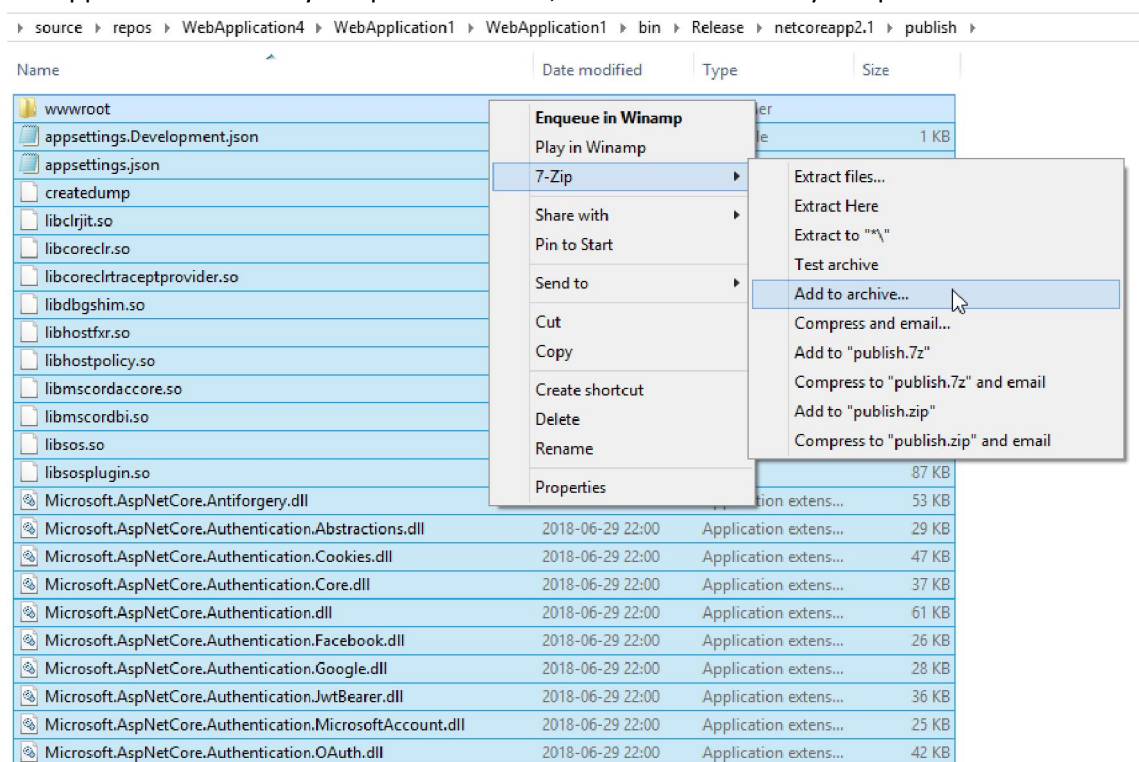 source ▸ repos ▸ WebApplication4 ▸ WebApplication1 ▸ WebApplication1 ▸ bin ▸ Release ▸ netcoreapp2.1 ▸ publish ▸
Name Date modified Type Size
wwwroot
appsettings.Development.json 1 KB
appsettings.json
createdump
libclrjit.so
libcoreclr.so
libcoreclrtraceptprovider.so
libdbgshim.so
libhostfxr.so
libhostpolicy.so
libmscordaccore.so
libmscordbi.so
libsos.so
libsosplugin.so 87 KB
Microsoft.AspNetCore.Antiforgery.dll 53 KB
Microsoft.AspNetCore.Authentication.Abstractions.dll 2018-06-29 22:00 Application extens... 29 KB
Microsoft.AspNetCore.Authentication.Cookies.dll 2018-06-29 22:00 Application extens... 47 KB
Microsoft.AspNetCore.Authentication.Core.dll 2018-06-29 22:00 Application extens... 37 KB
Microsoft.AspNetCore.Authentication.dll 2018-06-29 22:00 Application extens... 61 KB
Microsoft.AspNetCore.Authentication.Facebook.dll 2018-06-29 22:00 Application extens... 26 KB
Microsoft.AspNetCore.Authentication.Google.dll 2018-06-29 22:00 Application extens... 28 KB
Microsoft.AspNetCore.Authentication.JwtBearer.dll 2018-06-29 22:00 Application extens... 36 KB
Microsoft.AspNetCore.Authentication.MicrosoftAccount.dll 2018-06-29 22:00 Application extens... 25 KB
Microsoft.AspNetCore.Authentication.OAuth.dll 2018-06-29 22:00 Application extens... 42 KB
Enqueue in Winamp
Play in Winamp
7-Zip
Share with
Pin to Start
Send to
Cut
Copy
Create shortcut
Delete
Rename
Properties
Extract files...
Extract Here
Extract to "*\"
Test archive
Add to archive...
Compress and email...
Add to "publish.7z"
Compress to "publish.7z" and email
Add to "publish.zip"
Compress to "publish.zip" and email